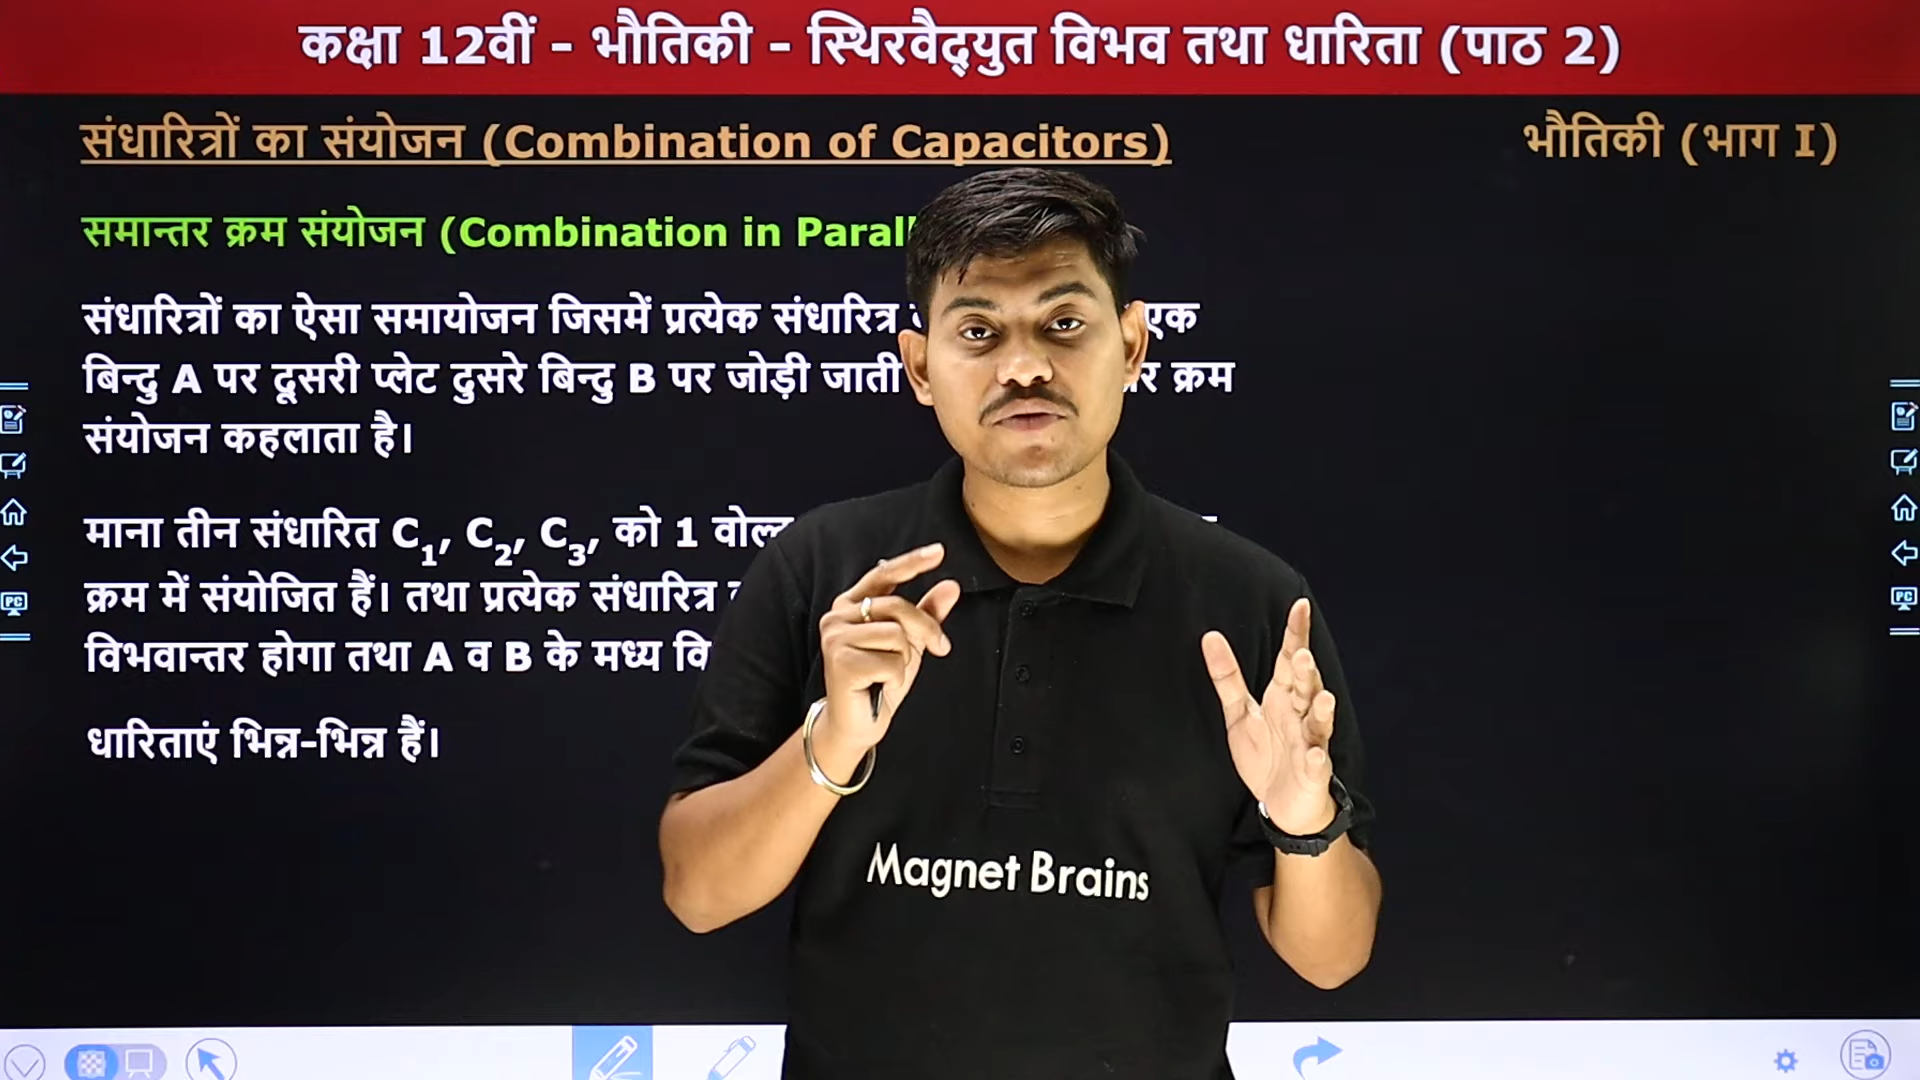 कक्षा 12वीं - भौतिकी - स्थिरवैद्युत विभव तथा धारिता (पाठ 2)
संधारित्रों का संयोजन (Combination of Capacitors)
भौतिकी (भाग I)
समान्तर क्रम संयोजन (Combination in
संधारित्रों का ऐसा समायोजन जिसमें प्रत्येक संधारित्र एक
बिन्दु A पर दूसरी प्लेट दुसरे बिन्दु B पर जोड़ी जाती क्रम
संयोजन कहलाता है।
माना तीन संधारित C1, C2, C3, को 1
क्रम में संयोजित हैं। तथा प्रत्येक संधारित्र
विभवान्तर होगा तथा A व B के मध्य
धारिताएं भिन्न-भिन्न हैं।
Magnet Brains
PC
PC